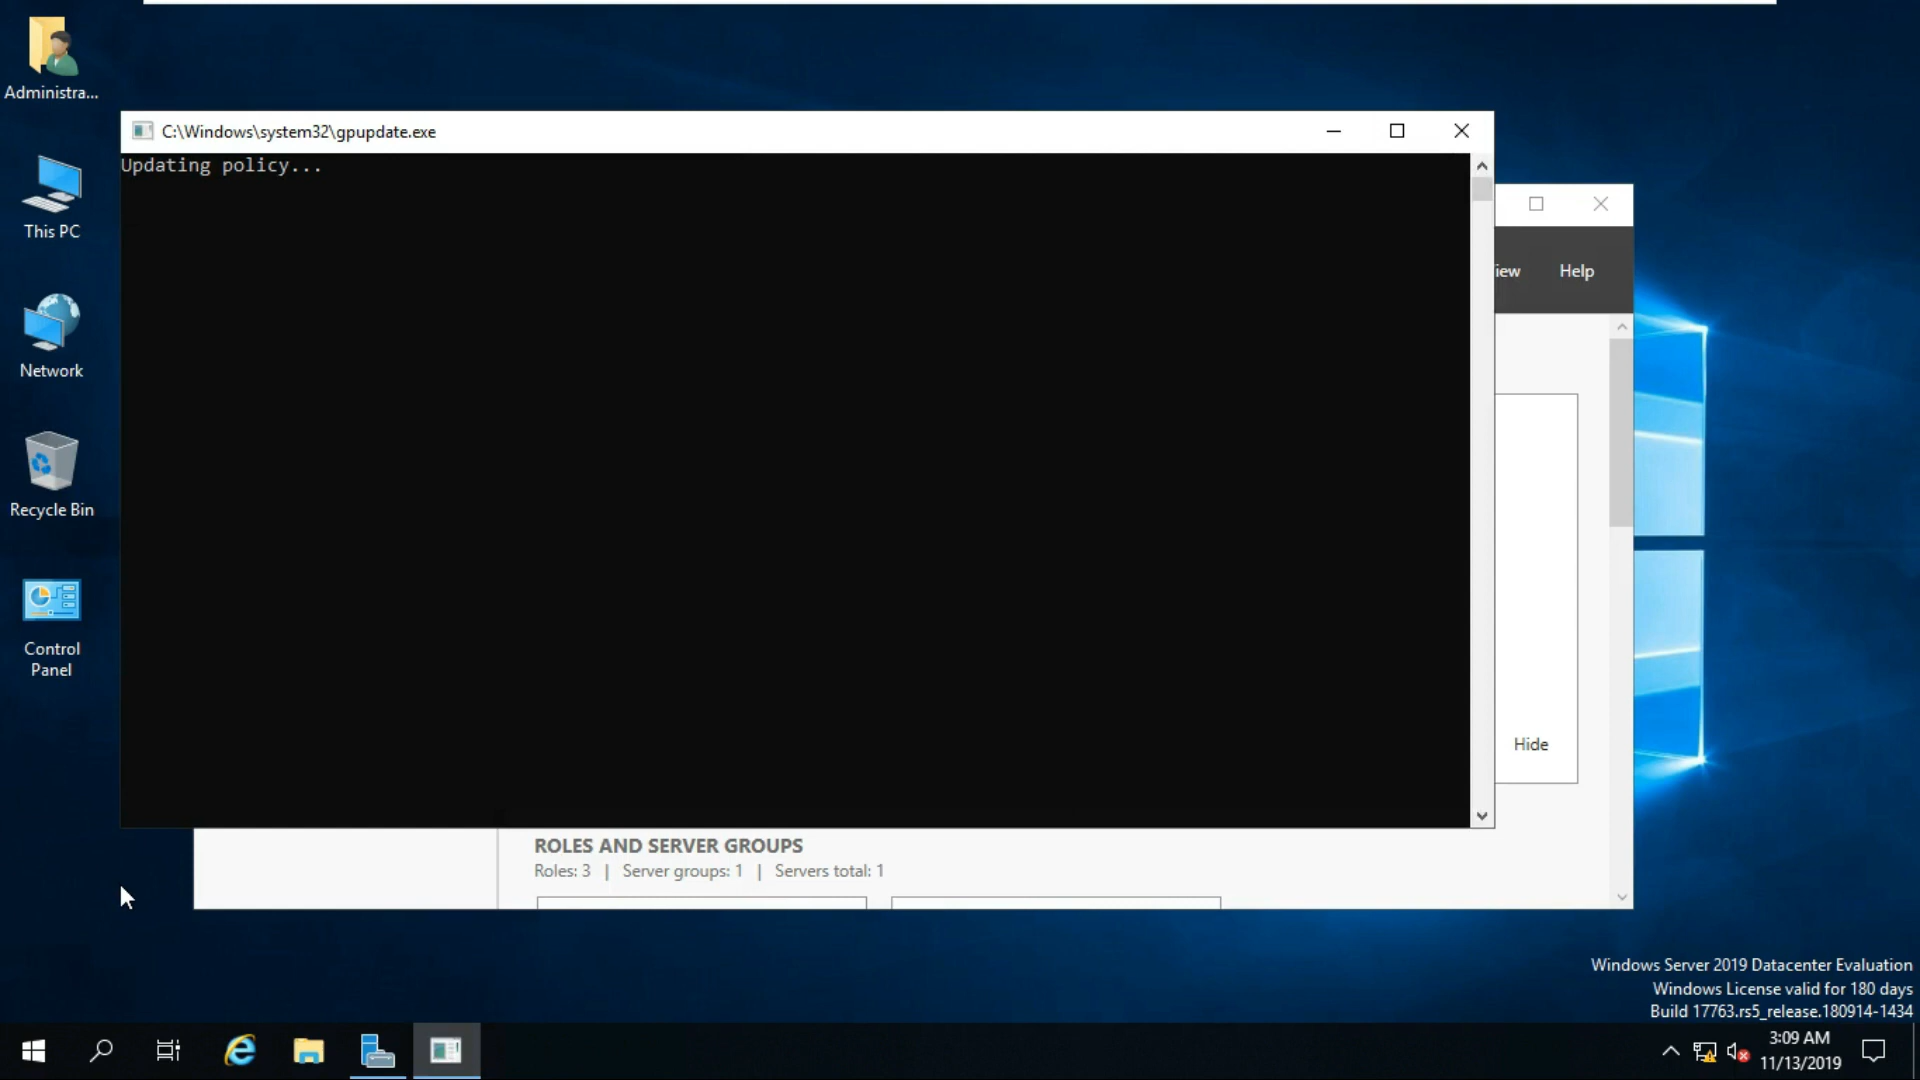 Administra...
This PC
Network
Recycle Bin
Control
Panel
C:\Windows\system32\gpupdate.exe
Updating policy...
iew
Help
Hide
ROLES AND SERVER GROUPS
Roles: 3 | Server groups: 1 | Servers total: 1
Windows Server 2019 Datacenter Evaluation
Windows License valid for 180 days
Build 17763.rs5_release.180914-1434
3:09 AM
11/13/2019